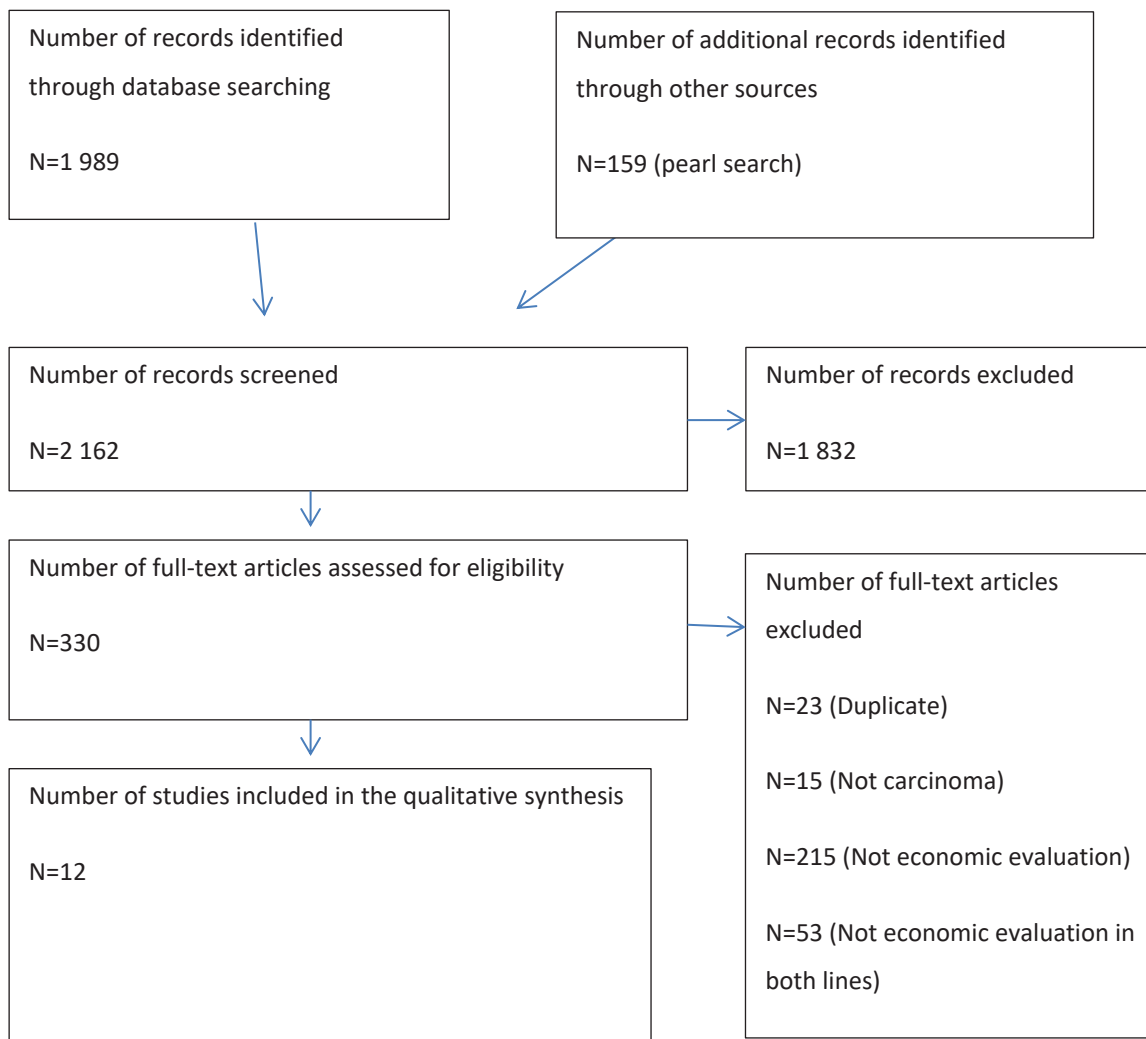 Number of records identified
through database searching
N=1 989
Number of additional records identified
through other sources
N=159 (pearl search)
Number of records screened
N=2 162
Number of records excluded
N=1 832
Number of full-text articles assessed for eligibility
N=330
Number of full-text articles
excluded
N=23 (Duplicate)
N=15 (Not carcinoma)
N=215 (Not economic evaluation)
N=53 (Not economic evaluation in
both lines)
Number of studies included in the qualitative synthesis
N=12